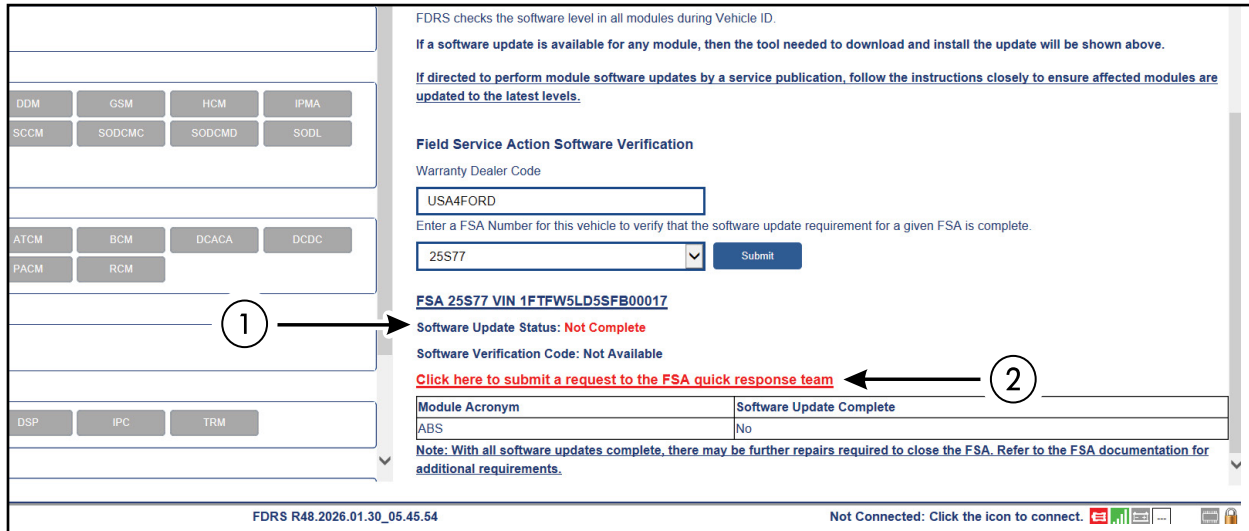 FDRS checks the software level in all modules during Vehicle ID.
If a software update is available for any module, then the tool needed to download and install the update will be shown above.
If directed to perform module software updates by a service publication, follow the instructions closely to ensure affected modules are
updated to the latest levels.
DDM GSM HCM IPMA
SCCM SODCMC SODCMD SODL
Field Service Action Software Verification
Warranty Dealer Code
USA4FORD
Enter a FSA Number for this vehicle to verify that the software update requirement for a given FSA is complete.
ATCM BCM DCACA DCDC
PACM RCM
25S77 Submit
FSA 25S77 VIN 1FTFW5LD5SFB00017
1
Software Update Status: Not Complete
Software Verification Code: Not Available
Click here to submit a request to the FSA quick response team
2
Module Acronym Software Update Complete
ABS No
DSP IPC TRM
Note: With all software updates complete, there may be further repairs required to close the FSA. Refer to the FSA documentation for
additional requirements.
FDRS R48.2026.01.30_05.45.54 Not Connected: Click the icon to connect.